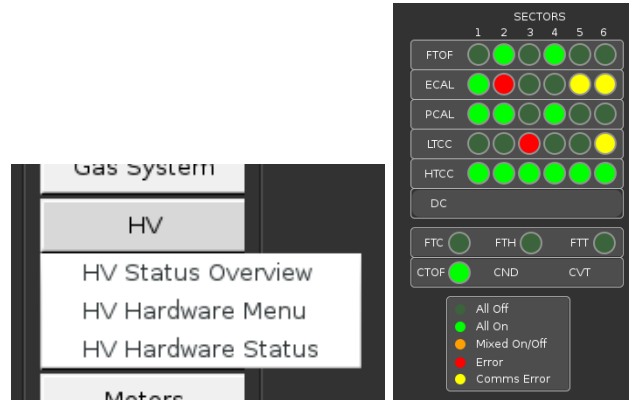 Gas System
HV
HV Status Overview
HV Hardware Menu
HV Hardware Status
Motors
SECTORS
1 2 3 4 5 6
FTOF
ECAL
PCAL
LTCC
HTCC
DC
FTC FTH FTT
CTOF CND CVT
All Off
All On
Mixed On/Off
Error
Comms Error